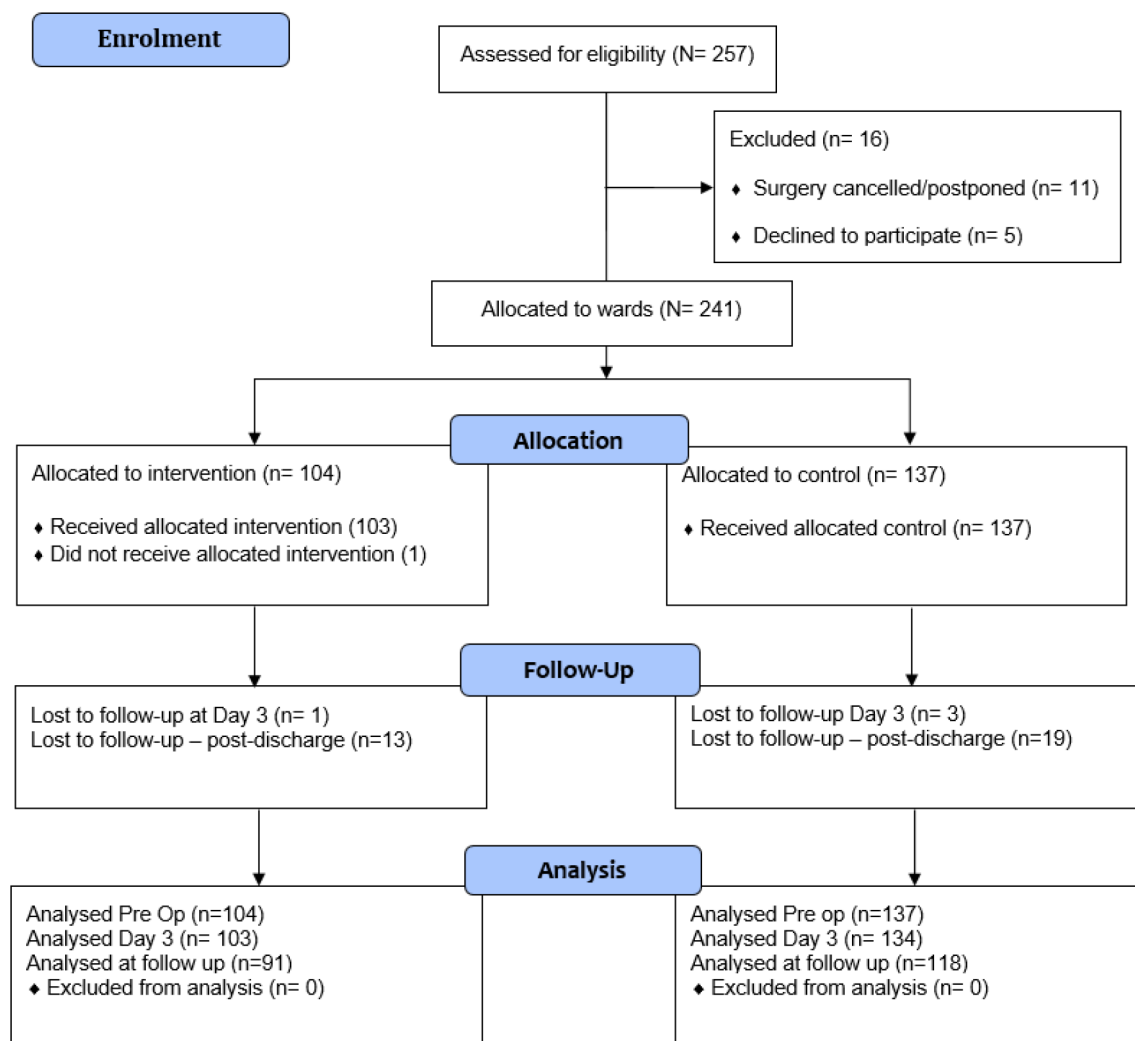 Enrolment
Assessed for eligibility (N= 257)
Excluded (n= 16)
♦ Surgery cancelled/postponed (n= 11)
♦ Declined to participate (n= 5)
Allocated to wards (N= 241)
Allocation
Allocated to intervention (n= 104)
♦ Received allocated intervention (103)
♦ Did not receive allocated intervention (1)
Allocated to control (n= 137)
♦ Received allocated control (n= 137)
Follow-Up
Lost to follow-up at Day 3 (n= 1)
Lost to follow-up – post-discharge (n=13)
Lost to follow-up Day 3 (n= 3)
Lost to follow-up – post-discharge (n=19)
Analysis
Analysed Pre Op (n=104)
Analysed Day 3 (n= 103)
Analysed at follow up (n=91)
♦ Excluded from analysis (n= 0)
Analysed Pre op (n=137)
Analysed Day 3 (n= 134)
Analysed at follow up (n=118)
♦ Excluded from analysis (n= 0)